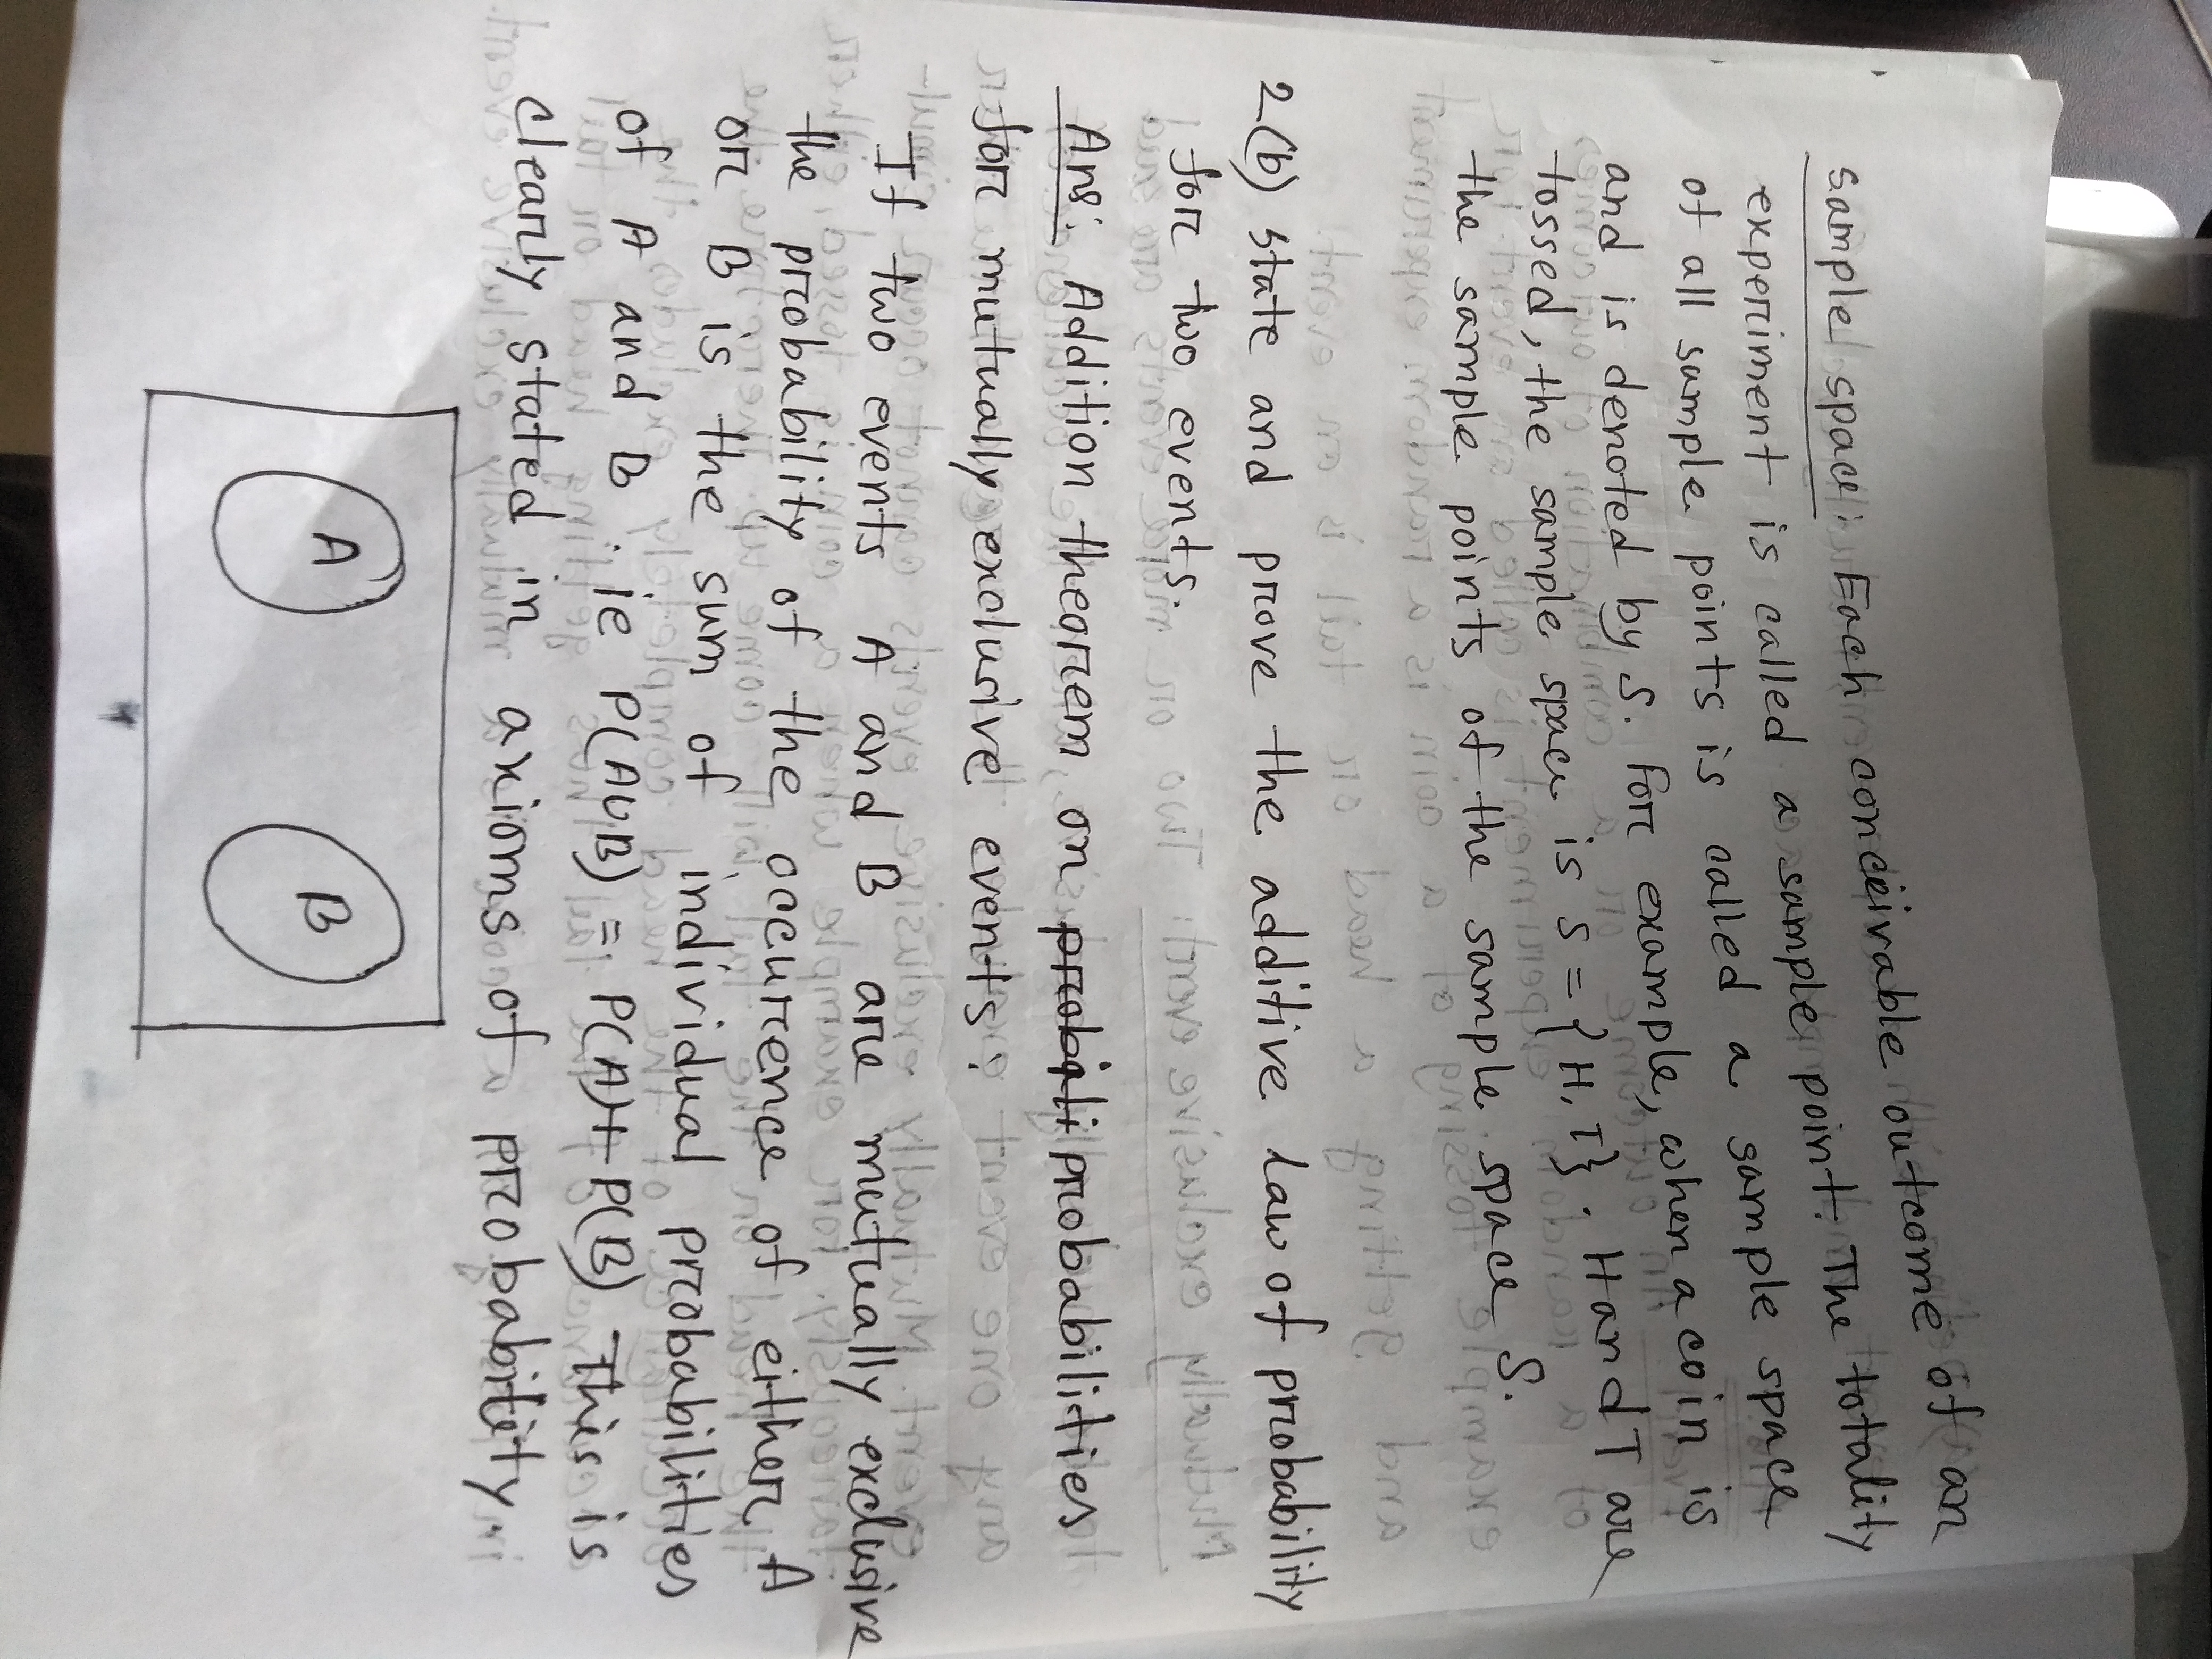 sample space: Each conceivable outcome of an
experiment is called a sample point. The totality
of all sample points is called a sample space
and is denoted by S. For example, when a coin is
tossed, the sample space is S = {H, T}. H and T are
the sample points of the sample space S.
2(b) state and prove the additive law of probability
for two events.
Ans: Addition theorem on probabilities
for mutually exclusive events:
If two events A and B are mutually exclusive
the probability of the occurrence of either A
or B is the sum of individual probabilities
of A and B ie P(AUB) = P(A)+ P(B) This is
clearly stated in axioms of probability
A
B